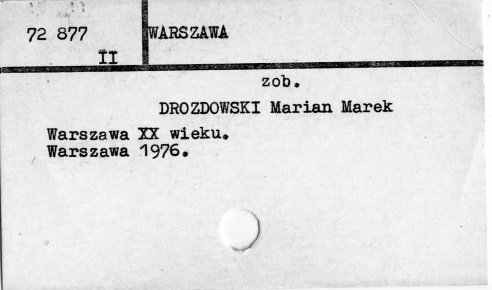 72 877
II
WARSZAWA
zob.
DROZDOWSKI Marian Marek
Warszawa XX wieku.
Warszawa 1976.